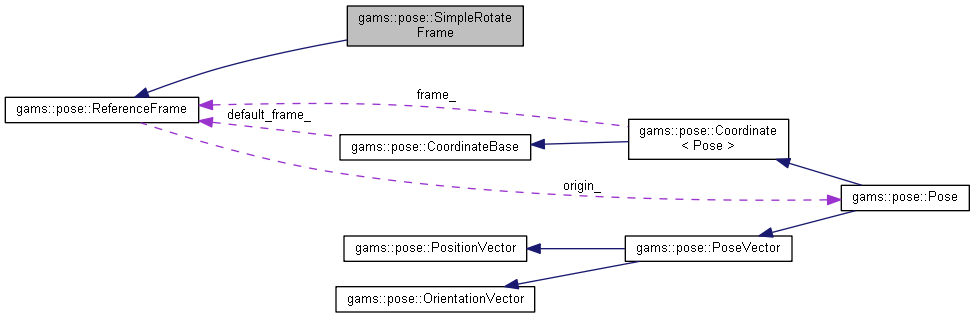 gams::pose::SimpleRotate
Frame
gams::pose::ReferenceFrame
frame_
default_frame_
gams::pose::CoordinateBase
gams::pose::Coordinate
< Pose >
origin_
gams::pose::Pose
gams::pose::PositionVector
gams::pose::PoseVector
gams::pose::OrientationVector